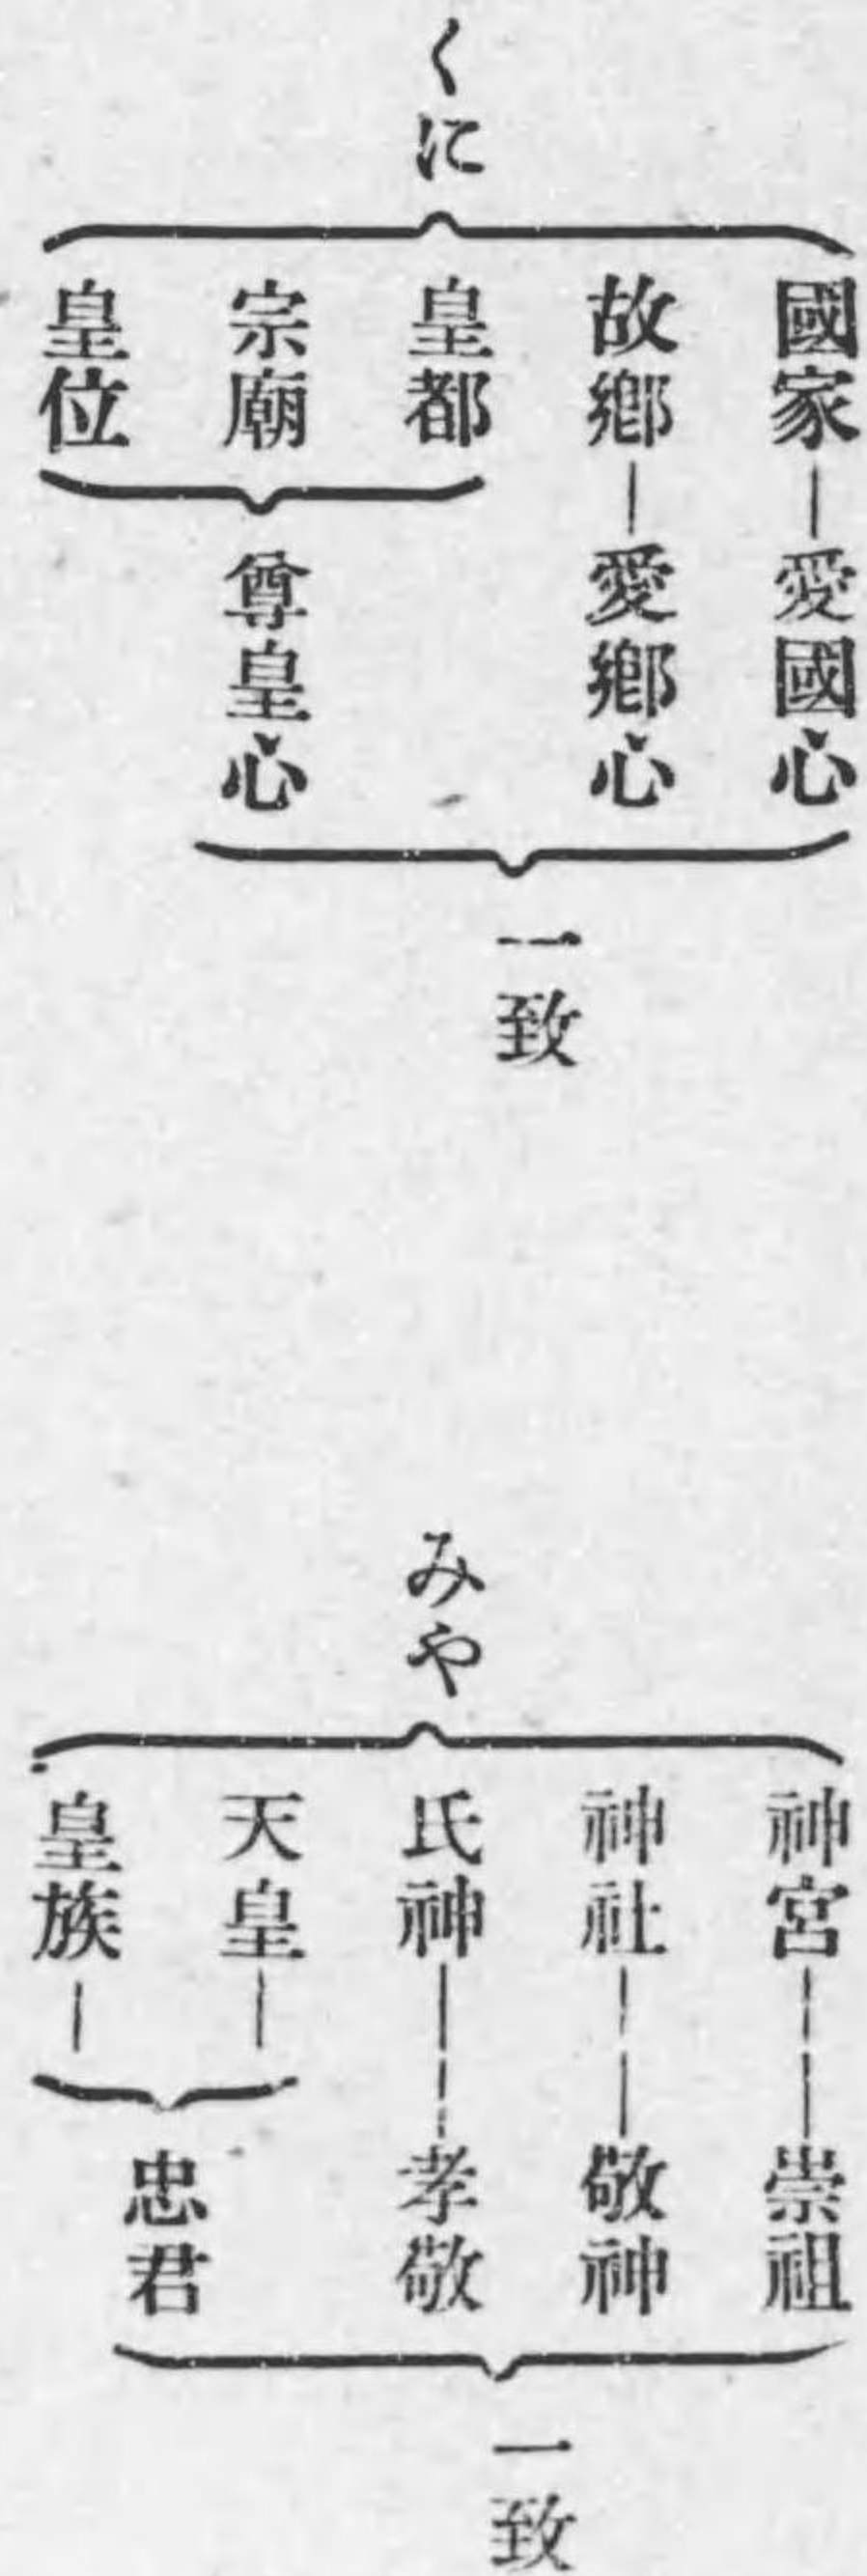 くに
國家―愛國心
故鄕―愛鄕心
皇都
宗廟
皇位
尊皇心
一致
みや
神宮――崇祖
神社――敬神
氏神――孝敬
天皇―
皇族―
忠君
一致